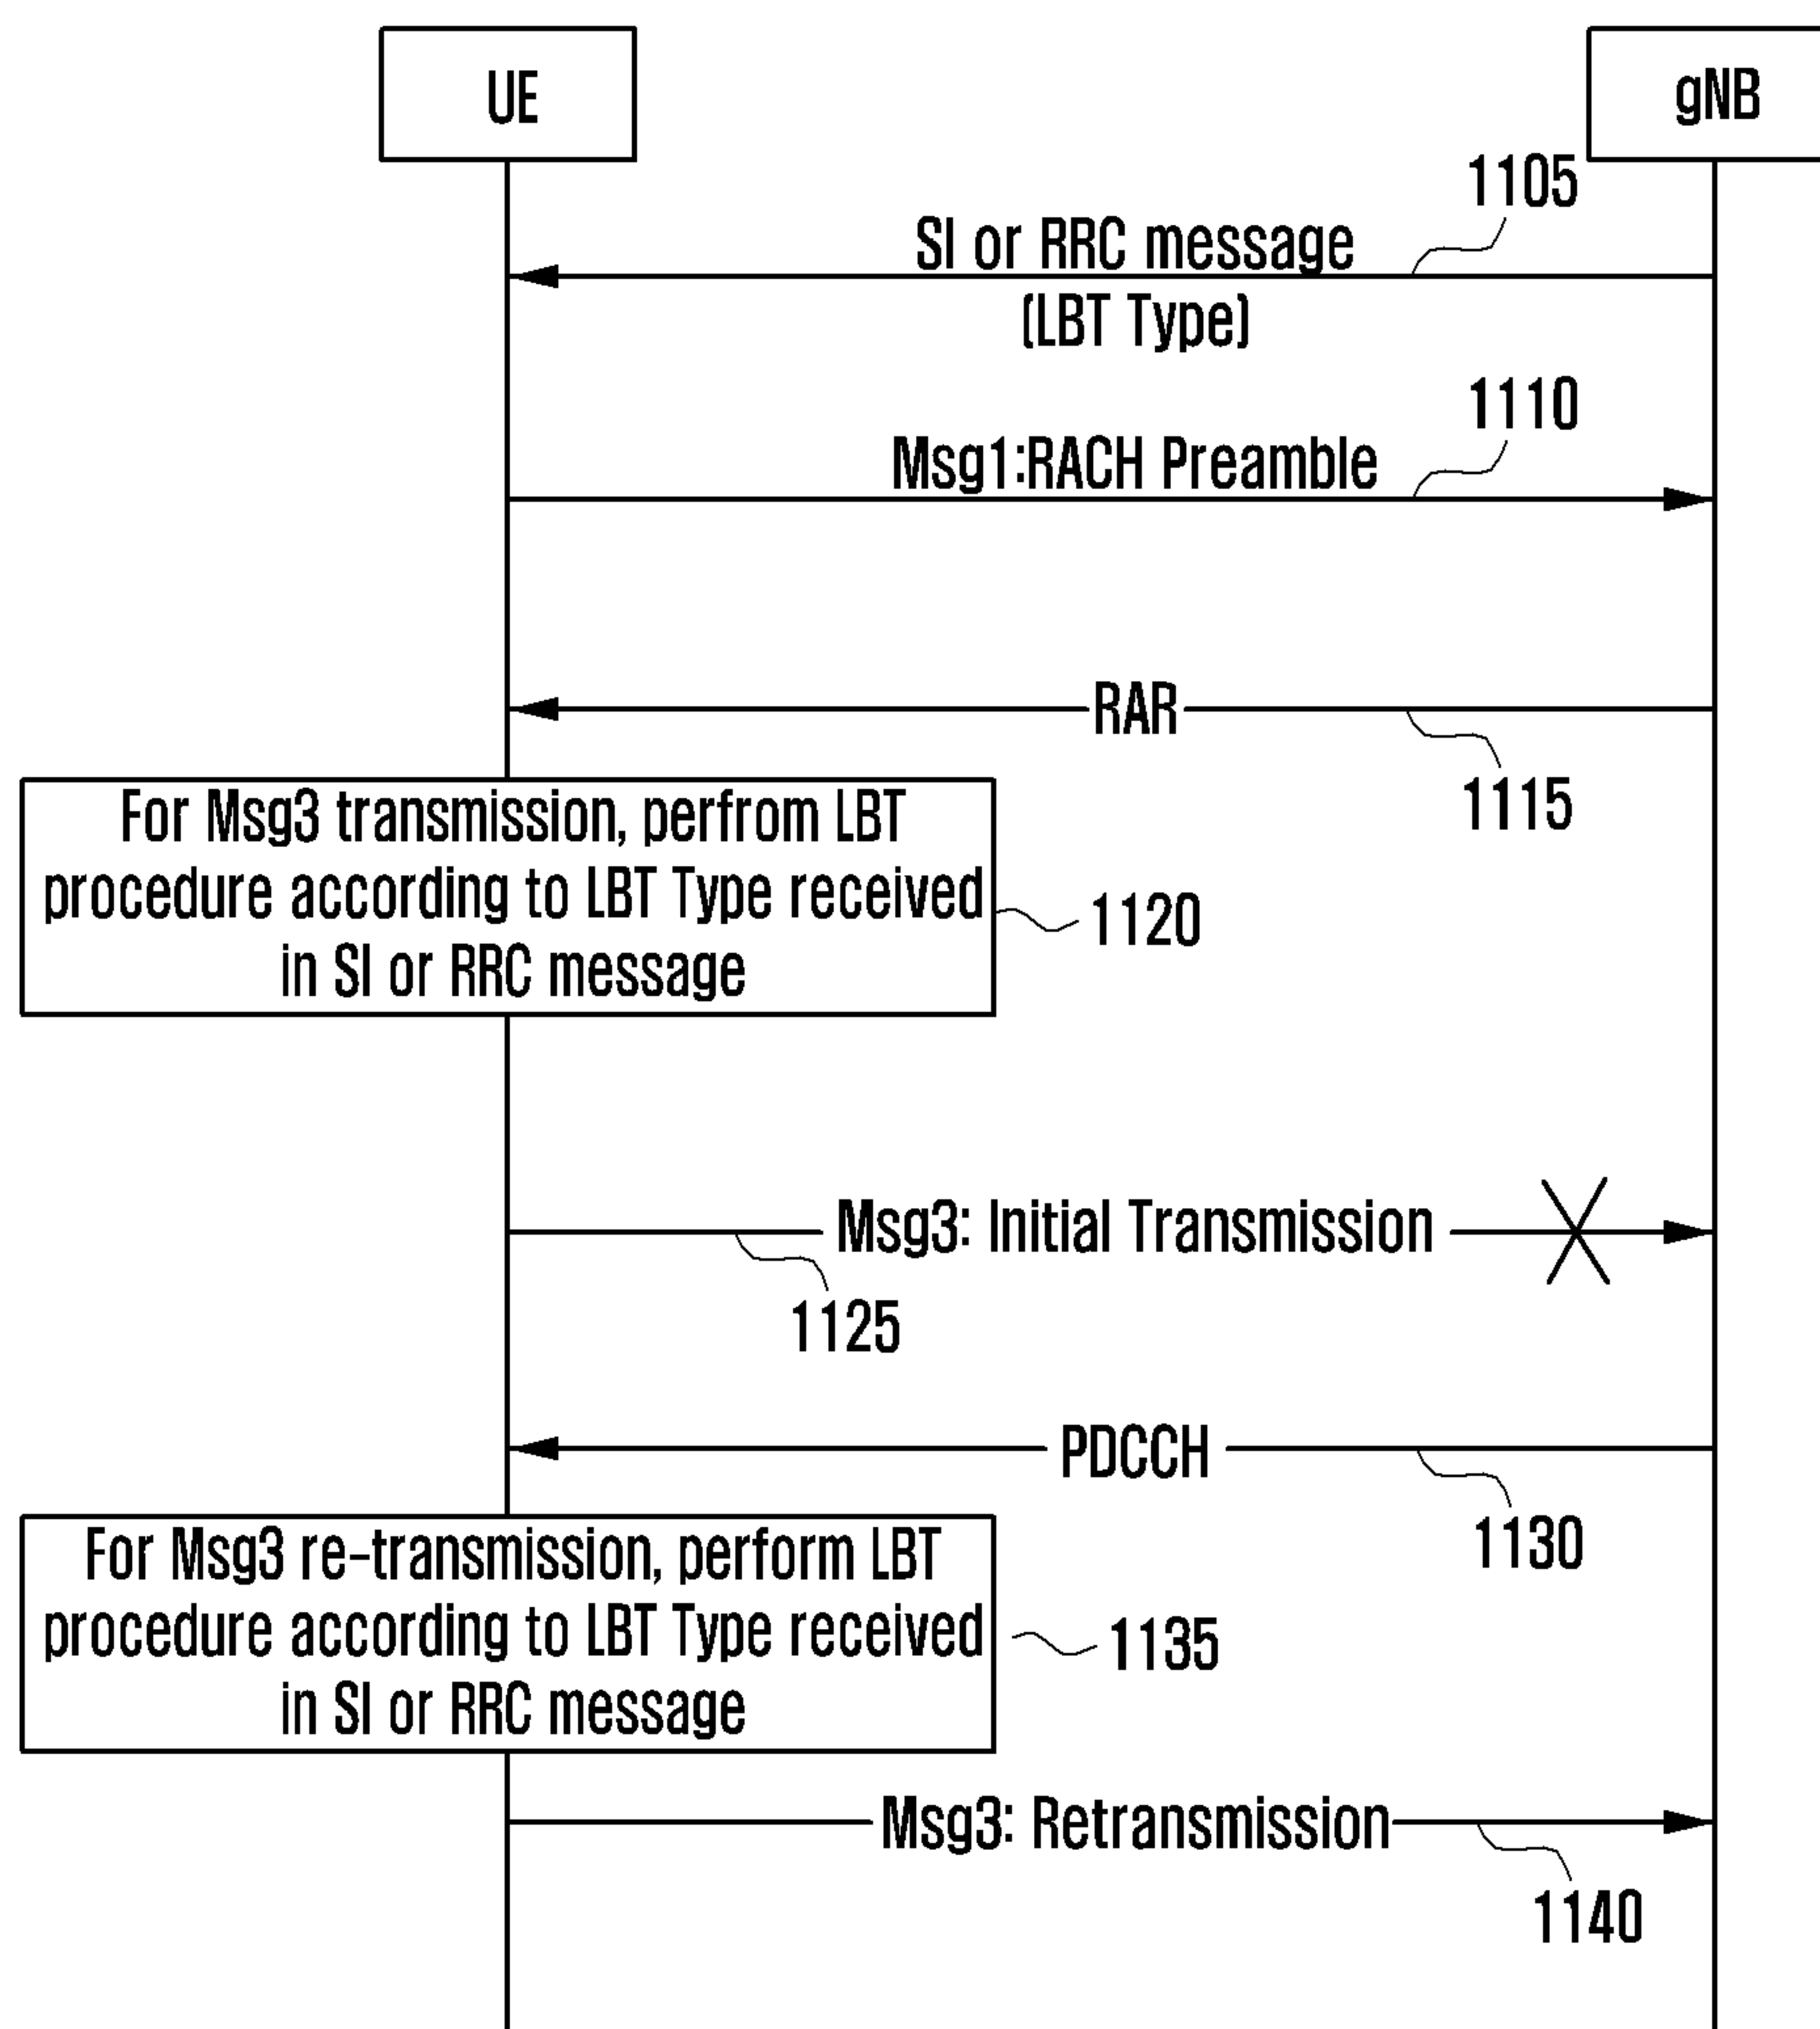 UE
gNB
1105
SI or RRC message
(LBT Type)
1110
Msg1:RACH Preamble
RAR
1115
For Msg3 transmission, perfrom LBT
procedure according to LBT Type received
in SI or RRC message
1120
Msg3: Initial Transmission
1125
PDCCH
1130
For Msg3 re-transmission, perform LBT
procedure according to LBT Type received
in SI or RRC message
1135
Msg3: Retransmission
1140